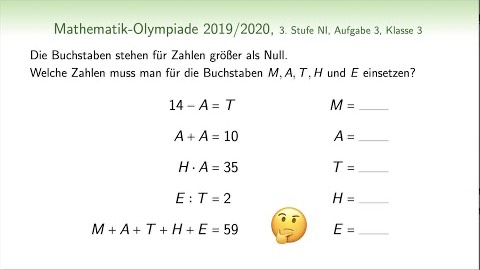 Mathematik-Olympiade 2019/2020, 3. Stufe NI, Aufgabe 3, Klasse 3
Die Buchstaben stehen für Zahlen größer als Null.
Welche Zahlen muss man für die Buchstaben M, A, T, H und E einsetzen?
14 − A = T M = ____
A + A = 10 A = ____
H · A = 35 T = ____
E : T = 2 H = ____
M + A + T + H + E = 59 E = ____